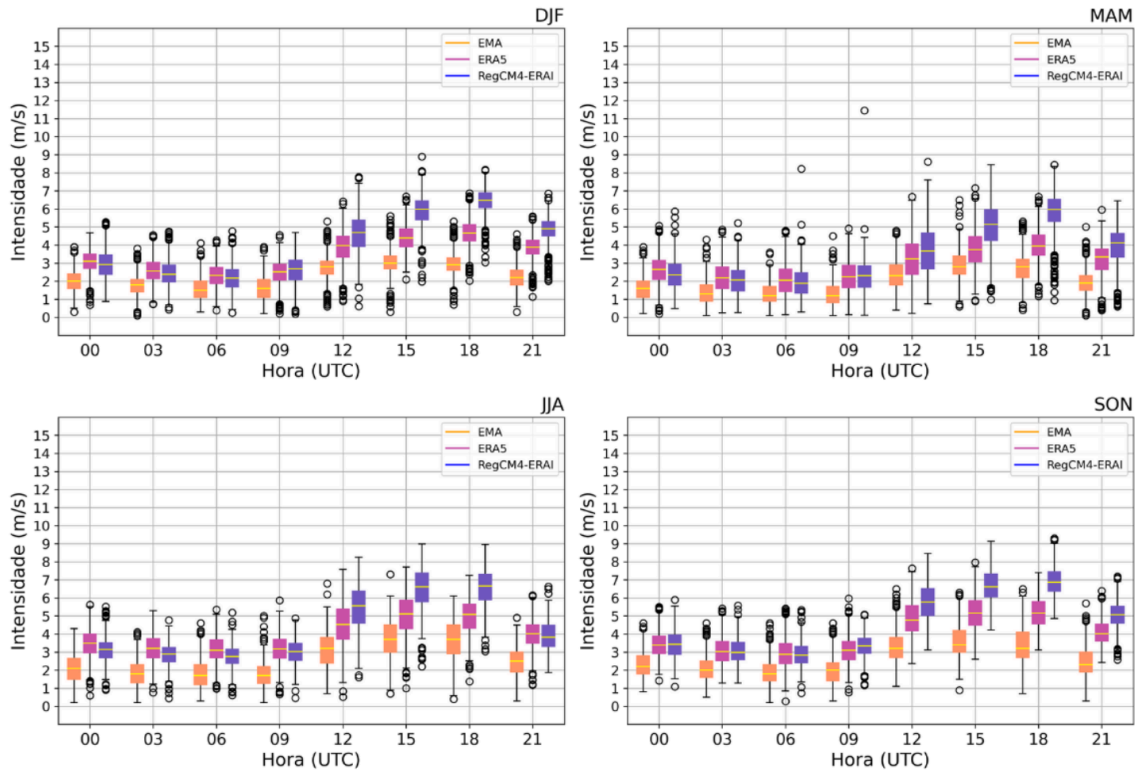 DJF
15
14
13
12
11
10
9
8
7
6
5
4
3
2
1
0
Intensidade (m/s)
EMA
ERA5
RegCM4-ERAI
00 03 06 09 12 15 18 21
Hora (UTC)
MAM
15
14
13
12
11
10
9
8
7
6
5
4
3
2
1
0
Intensidade (m/s)
EMA
ERA5
RegCM4-ERAI
00 03 06 09 12 15 18 21
Hora (UTC)
JJA
15
14
13
12
11
10
9
8
7
6
5
4
3
2
1
0
Intensidade (m/s)
EMA
ERA5
RegCM4-ERAI
00 03 06 09 12 15 18 21
Hora (UTC)
SON
15
14
13
12
11
10
9
8
7
6
5
4
3
2
1
0
Intensidade (m/s)
EMA
ERA5
RegCM4-ERAI
00 03 06 09 12 15 18 21
Hora (UTC)